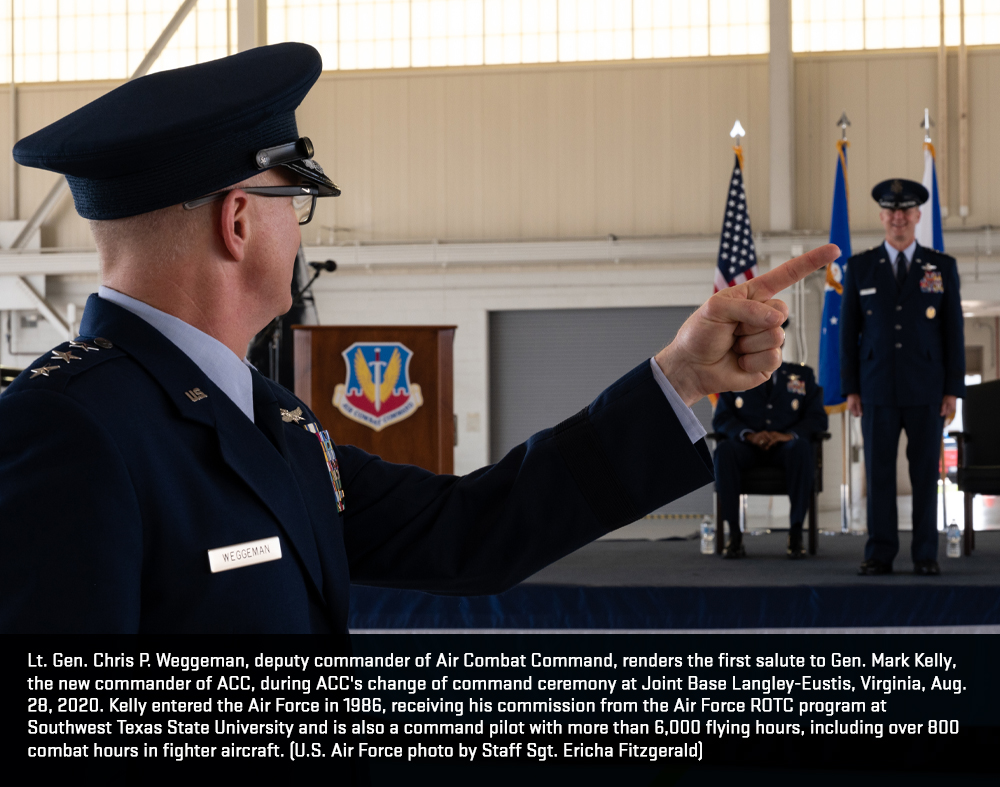 U.S.
AIR COMBAT COMMAND
WEGGEMAN
Lt. Gen. Chris P. Weggeman, deputy commander of Air Combat Command, renders the first salute to Gen. Mark Kelly,
the new commander of ACC, during ACC's change of command ceremony at Joint Base Langley-Eustis, Virginia, Aug.
28, 2020. Kelly entered the Air Force in 1986, receiving his commission from the Air Force ROTC program at
Southwest Texas State University and is also a command pilot with more than 6,000 flying hours, including over 800
combat hours in fighter aircraft. (U.S. Air Force photo by Staff Sgt. Ericha Fitzgerald)